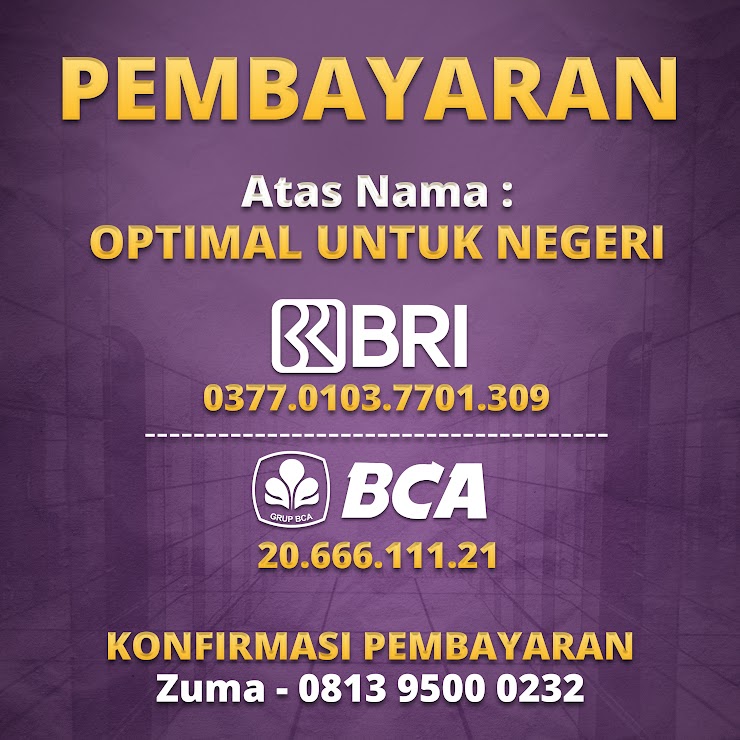 PEMBAYARAN
Atas Nama :
OPTIMAL UNTUK NEGERI
BRI
0377.0103.7701.309
---------------------------------------
GRUP BCA
BCA
20.666.111.21
KONFIRMASI PEMBAYARAN
Zuma - 0813 9500 0232